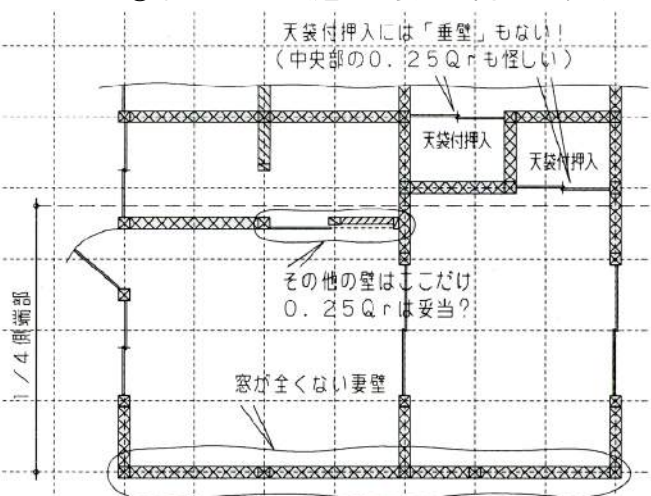 天袋付押入には「垂壁」もない!
(中央部の0.25Qrも怪しい)
天袋付押入
天袋付押入
その他の壁はここだけ
0.25Qrは妥当?
1/4側端部
窓が全くない妻壁